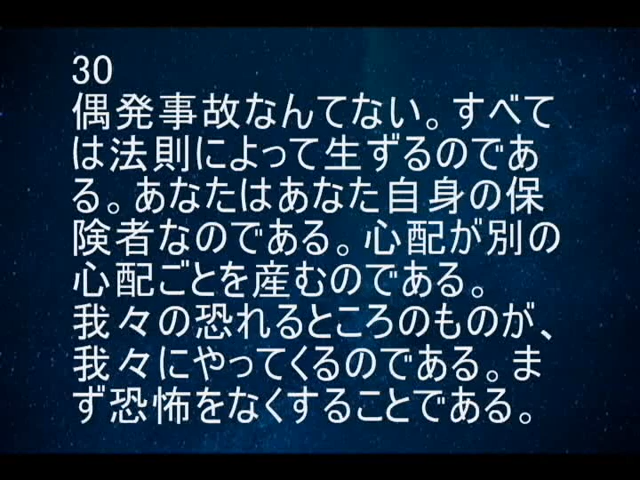 30
偶発事故なんてない。すべて
は法則によって生ずるのであ
る。あなたはあなた自身の保
険者なのである。心配が別の
心配ごとを産むのである。
我々の恐れるところのものが、
我々にやってくるのである。ま
ず恐怖をなくすることである。